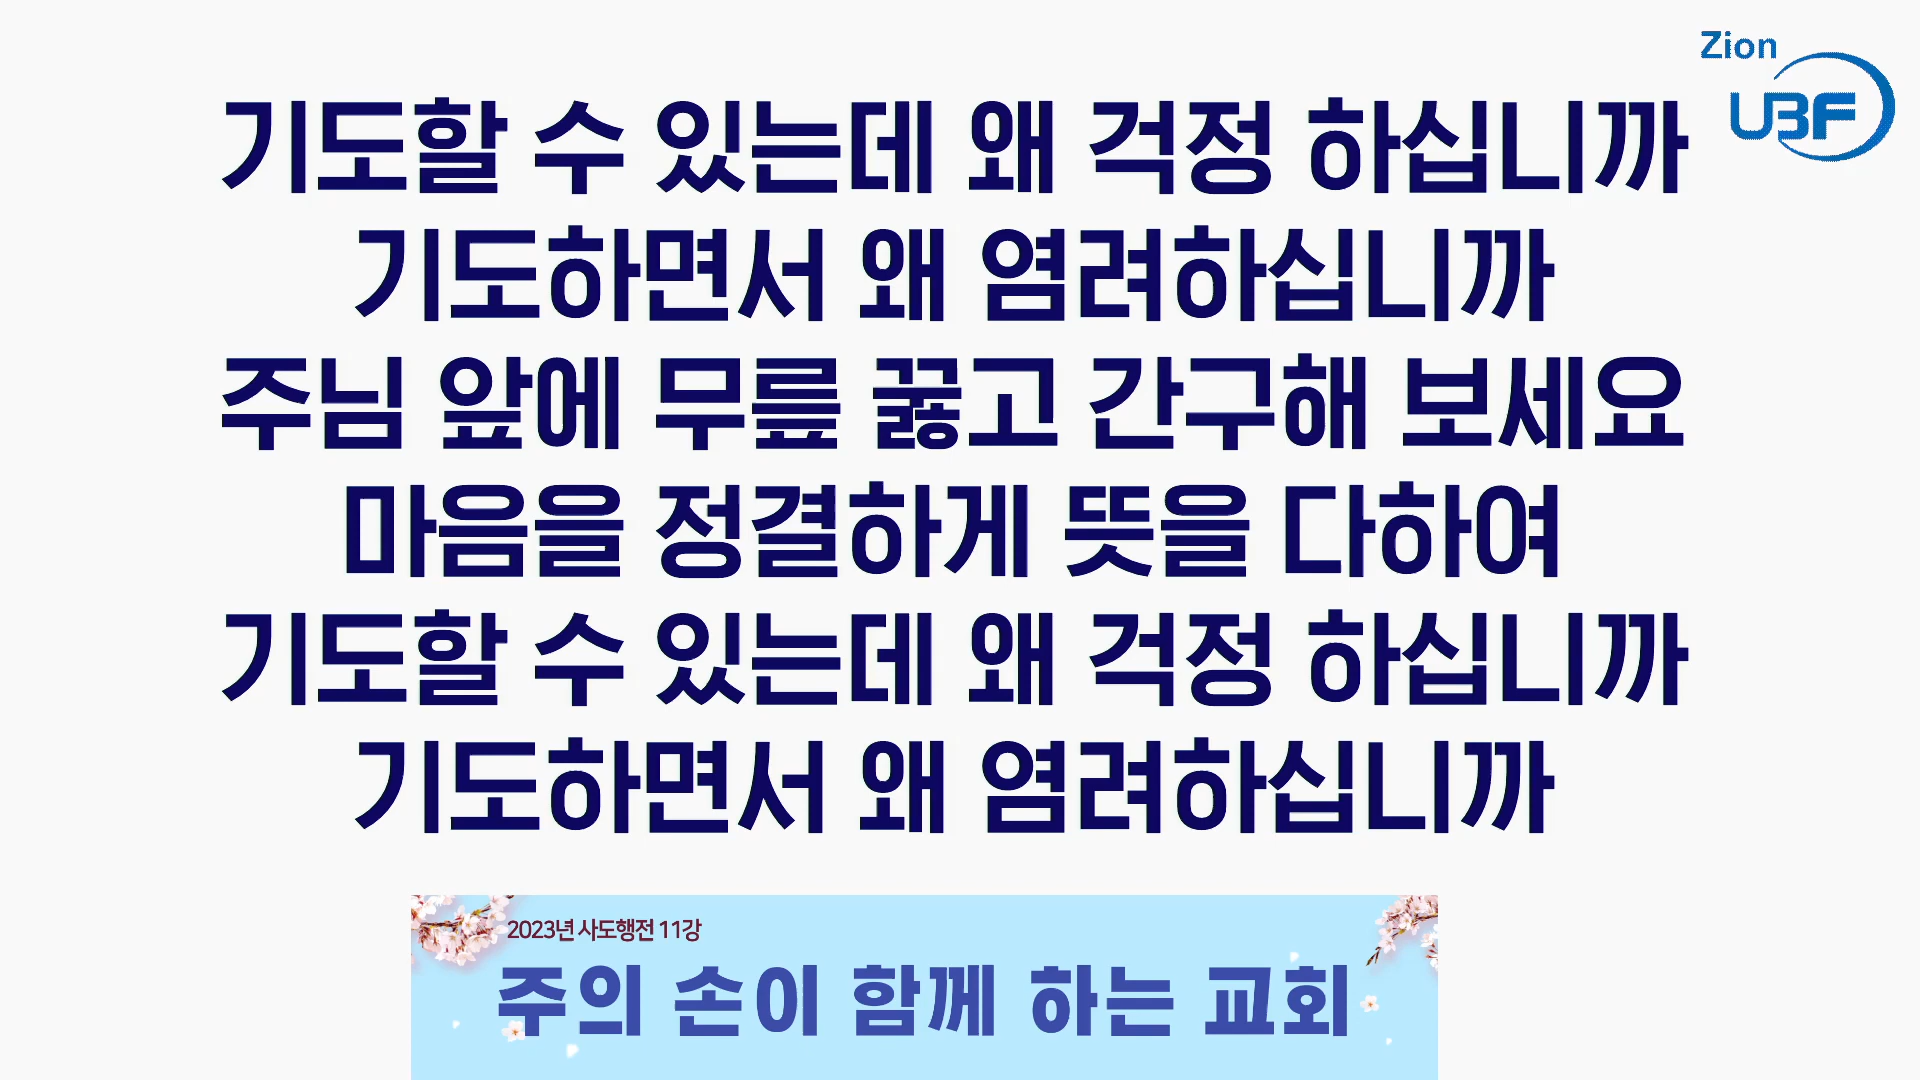 Zion
UBF
기도할 수 있는데 왜 걱정 하십니까
기도하면서 왜 염려하십니까
주님 앞에 무릎 꿇고 간구해 보세요
마음을 정결하게 뜻을 다하여
기도할 수 있는데 왜 걱정 하십니까
기도하면서 왜 염려하십니까
2023년 사도행전 11강
주의 손이 함께 하는 교회